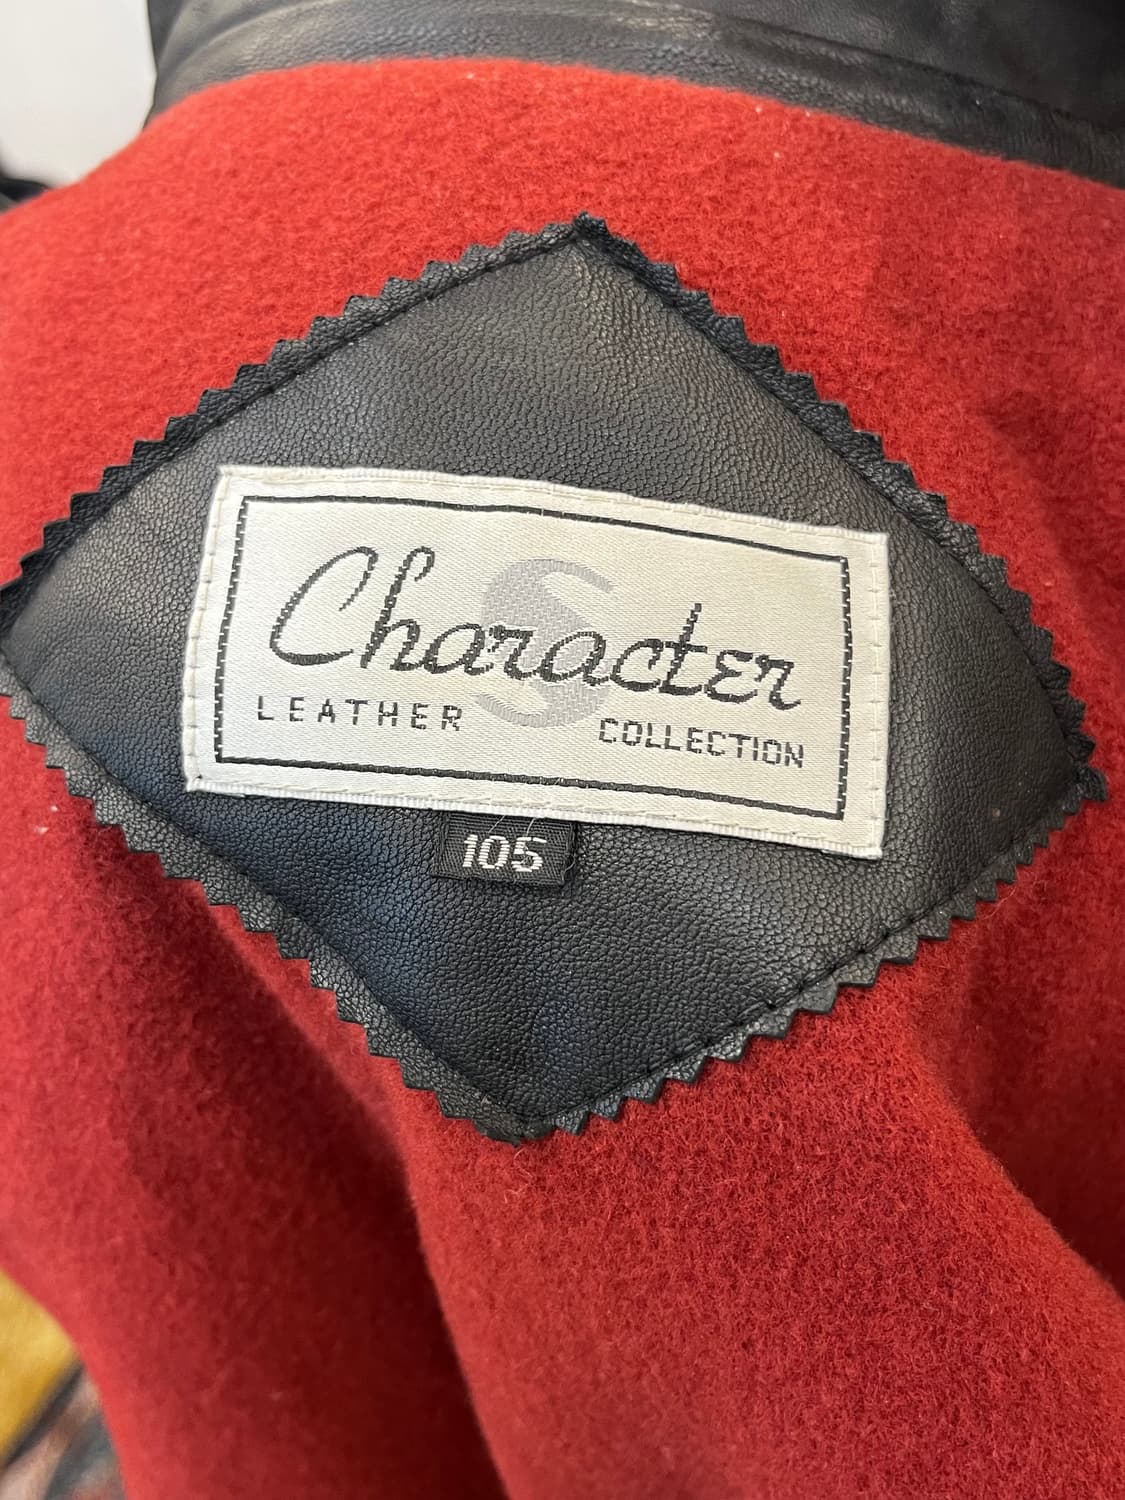 S
Character
LEATHER COLLECTION
105